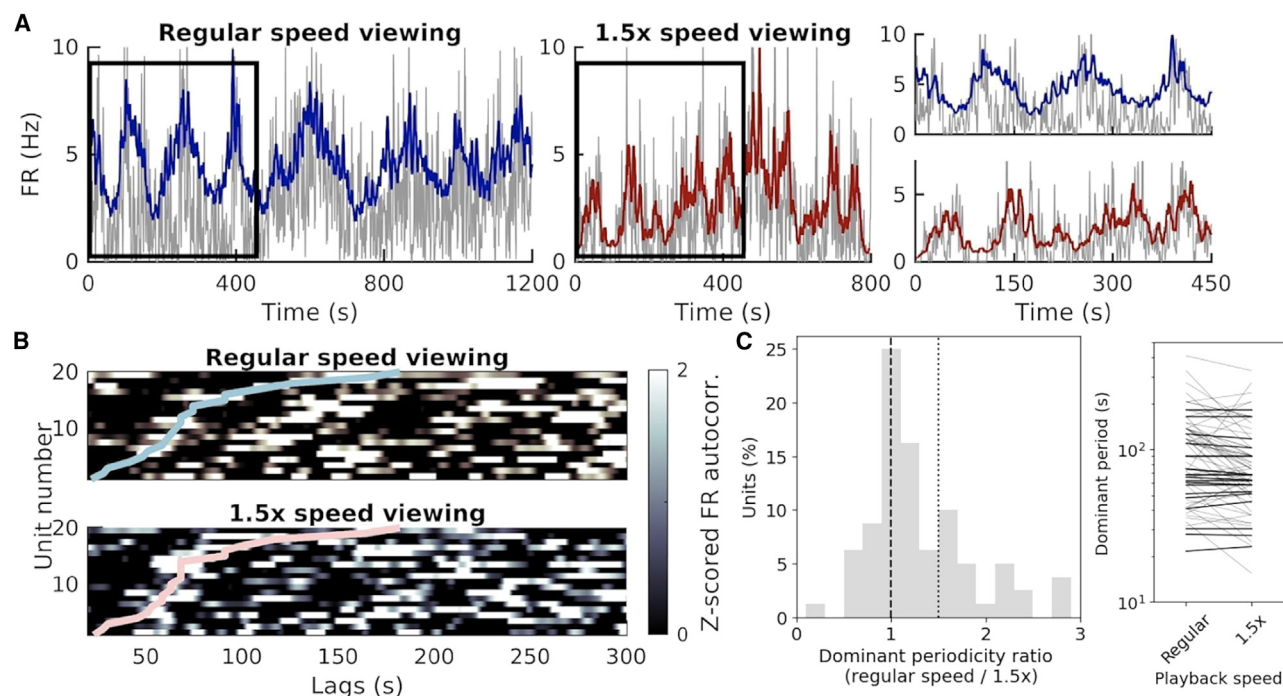 A
Regular speed viewing
1.5x speed viewing
10
5
0
FR (Hz)
0
400
800
1200
Time (s)
10
5
0
0
400
800
Time (s)
10
5
0
5
0
0
150
300
450
Time (s)
B
Regular speed viewing
20
10
1.5x speed viewing
20
10
Unit number
50
100
150
200
250
300
Lags (s)
2
0
Z-scored FR autocorr.
C
25
20
15
10
5
0
Units (%)
0
1
2
3
Dominant periodicity ratio
(regular speed / 1.5x)
Dominant period (s)
10²
10¹
Regular
1.5x
Playback speed